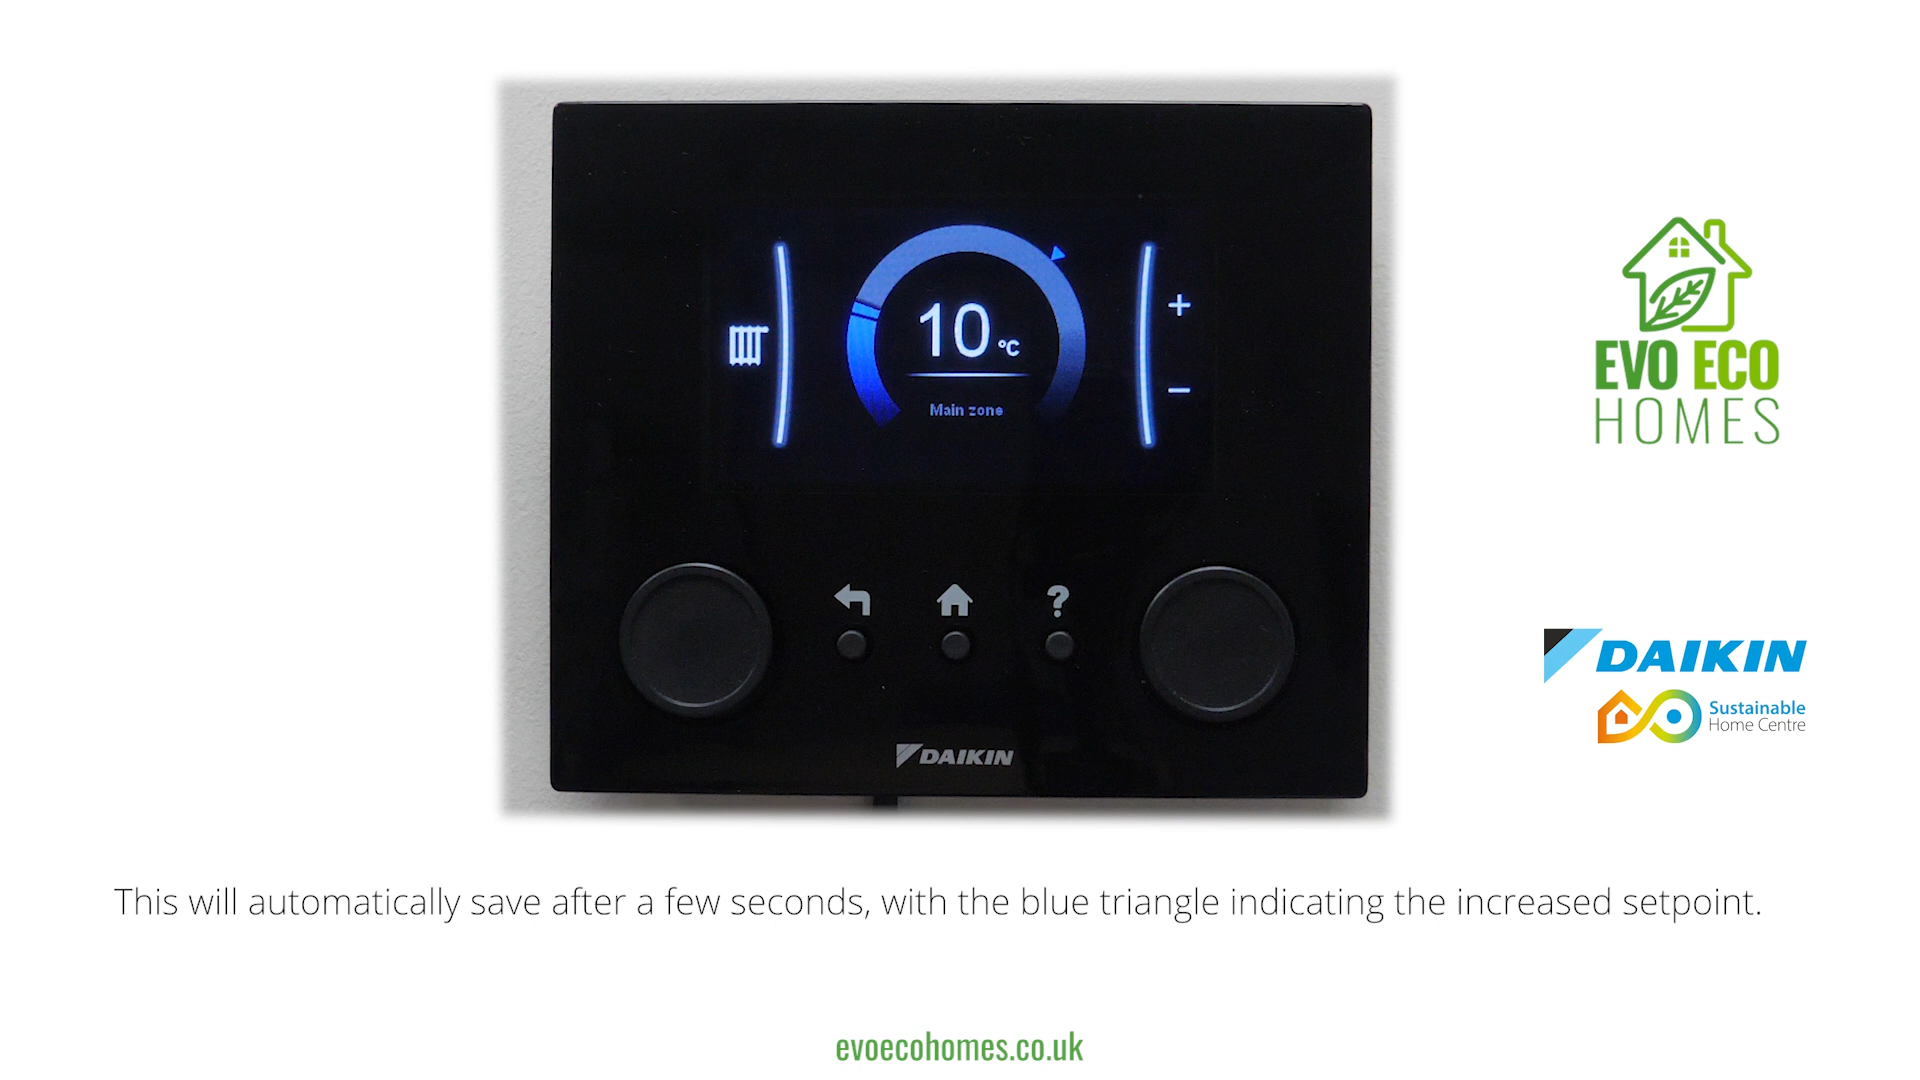 10 °C
+
−
Main zone
?
DAIKIN
EVO ECO
HOMES
DAIKIN
Sustainable
Home Centre
This will automatically save after a few seconds, with the blue triangle indicating the increased setpoint.
evoecohomes.co.uk